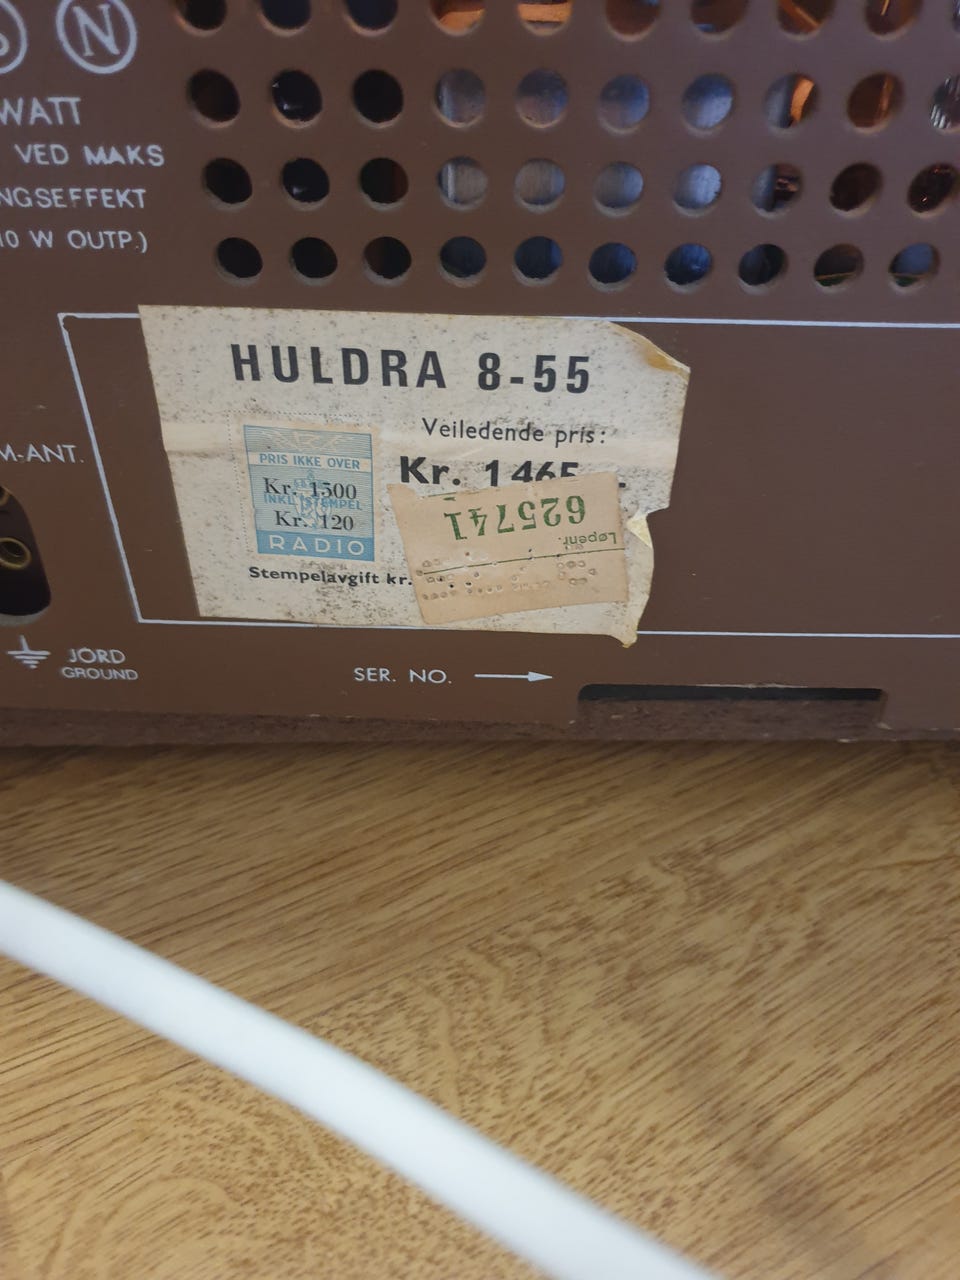 S N
WATT
VED MAKS
NGSEFFEKT
10 W OUTP.)
HULDRA 8-55
Veiledende pris:
Kr. 1465
PRIS IKKE OVER
Kr. 1500
INKL STEMPEL
Kr. 120
RADIO
Stempelavgift kr.
Løpenr.
625741
M-ANT.
JORD
GROUND
SER. NO.